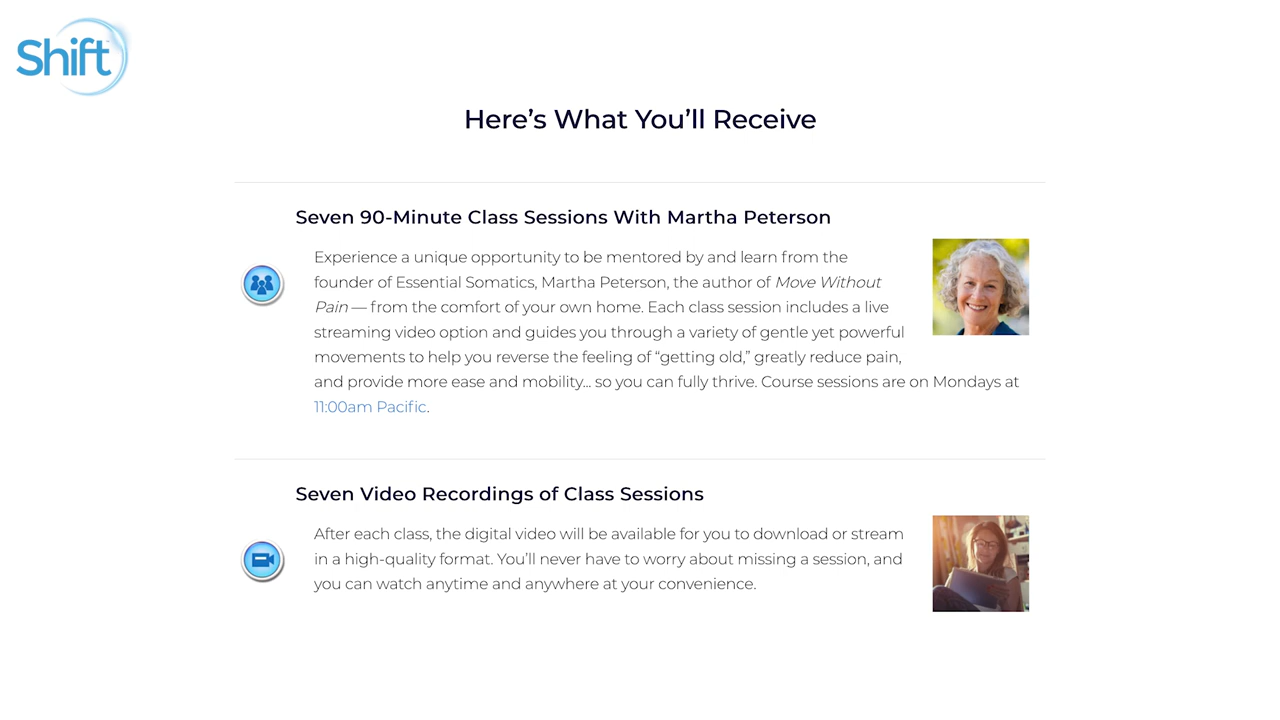 Shift
Here’s What You’ll Receive
Seven 90-Minute Class Sessions With Martha Peterson
Experience a unique opportunity to be mentored by and learn from the
founder of Essential Somatics, Martha Peterson, the author of Move Without
Pain — from the comfort of your own home. Each class session includes a live
streaming video option and guides you through a variety of gentle yet powerful
movements to help you reverse the feeling of “getting old,” greatly reduce pain,
and provide more ease and mobility... so you can fully thrive. Course sessions are on Mondays at
11:00am Pacific.
Seven Video Recordings of Class Sessions
After each class, the digital video will be available for you to download or stream
in a high-quality format. You’ll never have to worry about missing a session, and
you can watch anytime and anywhere at your convenience.